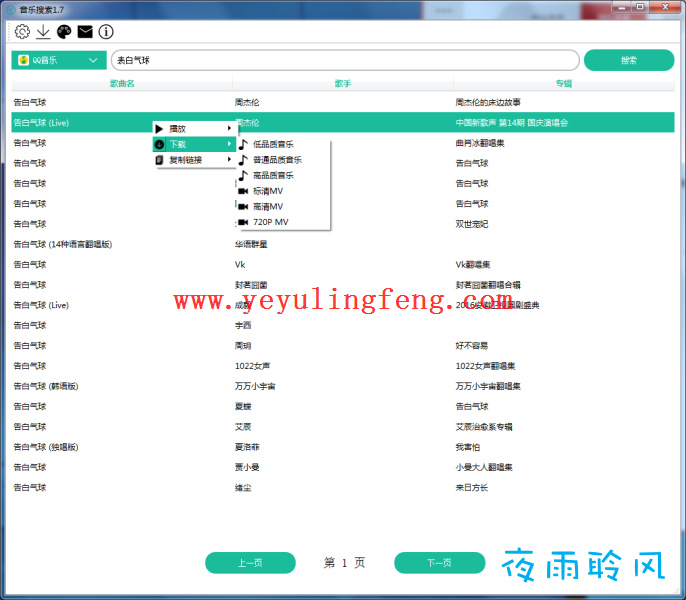 音乐搜索1.7
QQ音乐 表白气球 搜索
歌曲名 歌手 专辑
告白气球 周杰伦 周杰伦的床边故事
告白气球 (Live) 周杰伦 中国新歌声 第14期 国庆演唱会
播放
下载
复制链接
低品质音乐
普通品质音乐
高品质音乐
标清MV
高清MV
720P MV
告白气球 曲肖冰翻唱集
告白气球 告白气球
告白气球 告白气球
告白气球 告白气球
告白气球 双世宠妃
告白气球 (14种语言翻唱版) 华语群星
告白气球 Vk Vk翻唱集
告白气球 封茗囧菌 封茗囧菌翻唱合辑
告白气球 (Live) 成毅 2016
www.yeyulingfeng.com
告白气球 宇西
告白气球 周玥 好不容易
告白气球 1022女声 1022女声翻唱集
告白气球 (韩语版) 万万小宇宙 万万小宇宙翻唱集
告白气球 夏蝶 告白气球
告白气球 艾辰 艾辰治愈系专辑
告白气球 (独唱版) 夏洛菲 我害怕
告白气球 贾小曼 小曼大人翻唱集
告白气球 绪尘 来日方长
上一页 第 1 页 下一页
夜雨聆风